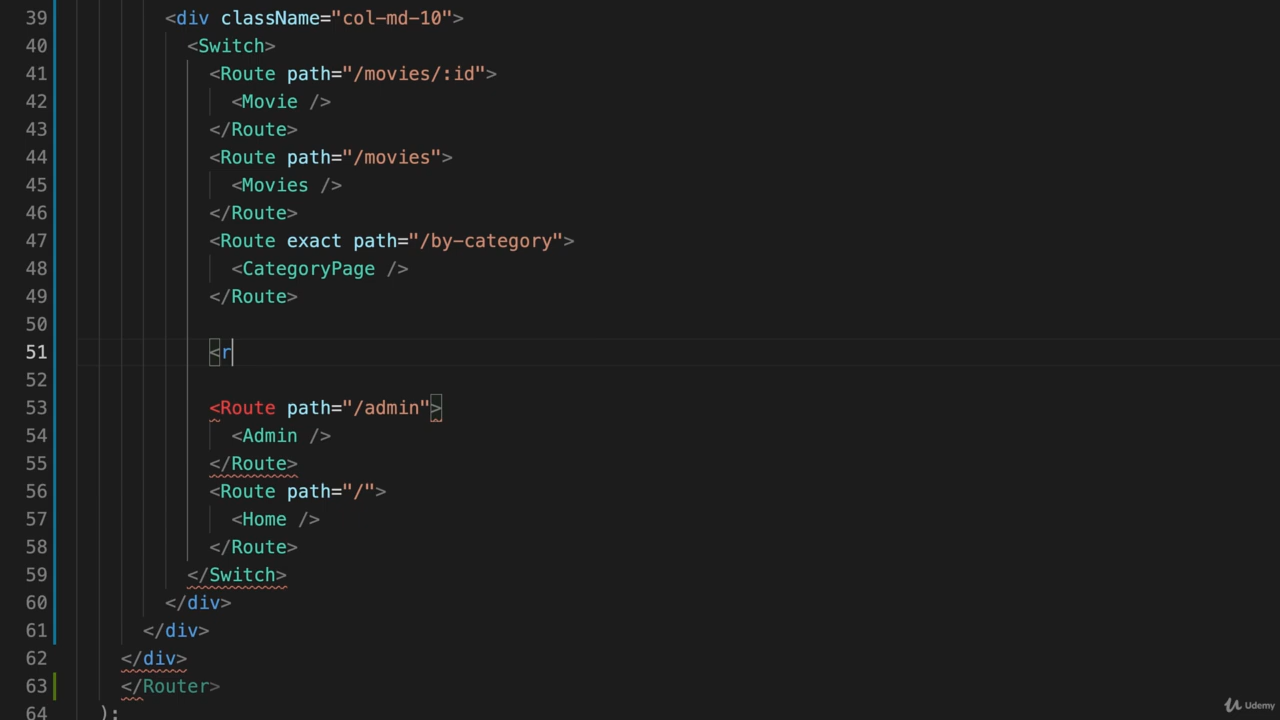 39 <div className="col-md-10">
40 <Switch>
41 <Route path="/movies/:id">
42 <Movie />
43 </Route>
44 <Route path="/movies">
45 <Movies />
46 </Route>
47 <Route exact path="/by-category">
48 <CategoryPage />
49 </Route>
50
51 <r
52
53 <Route path="/admin">
54 <Admin />
55 </Route>
56 <Route path="/">
57 <Home />
58 </Route>
59 </Switch>
60 </div>
61 </div>
62 </div>
63 </Router>
64 );
Udemy